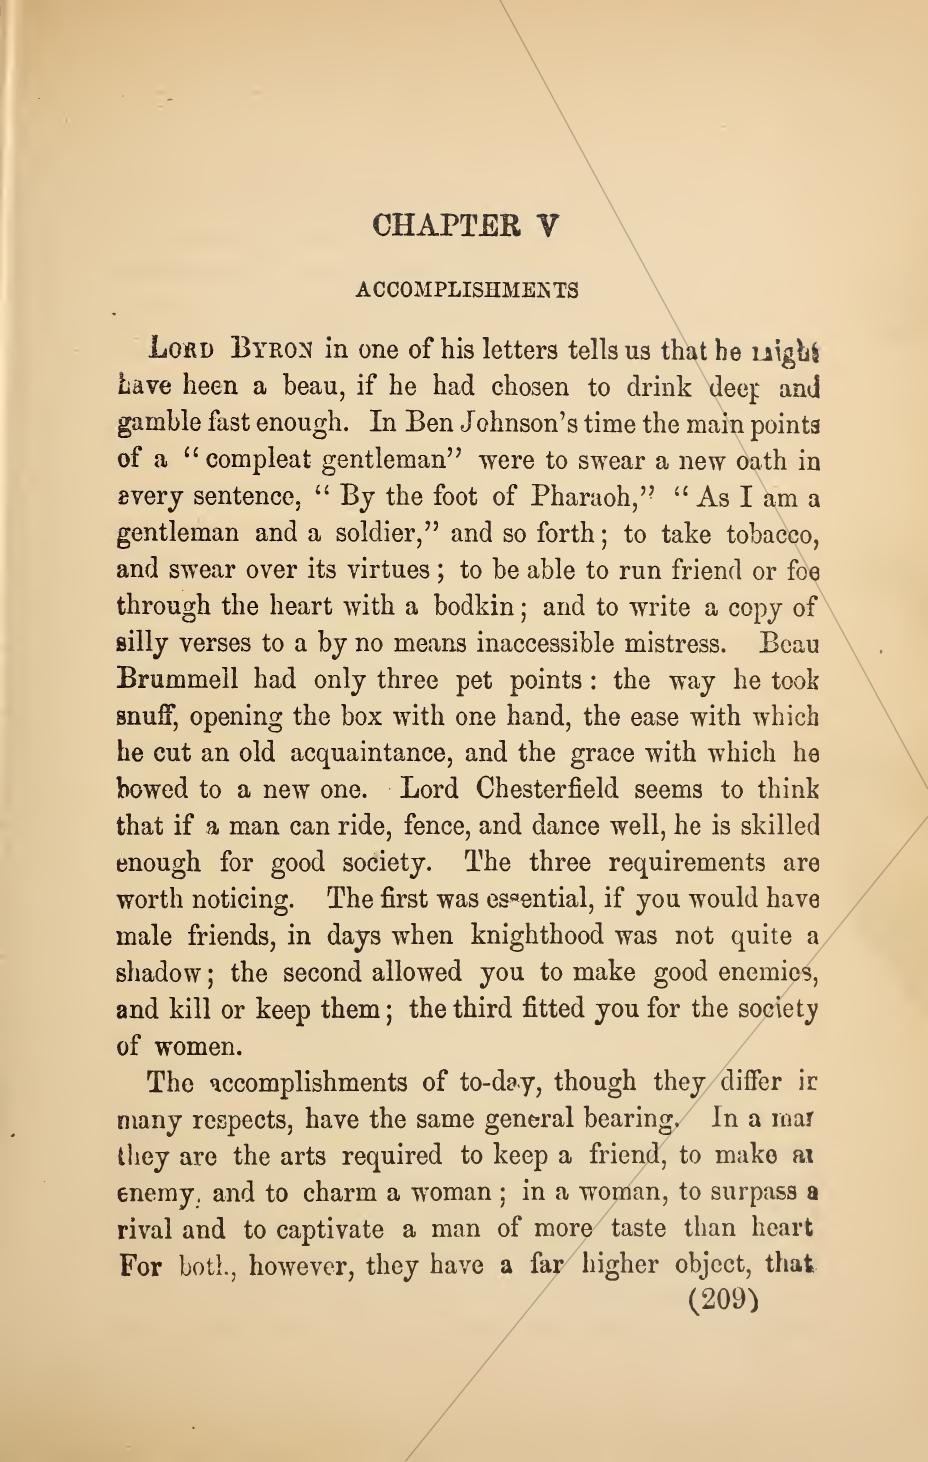 CHAPTER V
ACCOMPLISHMENTS
LORD BYRON in one of his letters tells us that he might
have heen a beau, if he had chosen to drink deep and
gamble fast enough. In Ben Johnson's time the main points
of a “ compleat gentleman” were to swear a new oath in
every sentence, “ By the foot of Pharaoh,” “ As I am a
gentleman and a soldier,” and so forth ; to take tobacco,
and swear over its virtues ; to be able to run friend or foe
through the heart with a bodkin ; and to write a copy of
silly verses to a by no means inaccessible mistress. Beau
Brummell had only three pet points : the way he took
snuff, opening the box with one hand, the ease with which
he cut an old acquaintance, and the grace with which he
bowed to a new one. Lord Chesterfield seems to think
that if a man can ride, fence, and dance well, he is skilled
enough for good society. The three requirements are
worth noticing. The first was essential, if you would have
male friends, in days when knighthood was not quite a
shadow ; the second allowed you to make good enemies,
and kill or keep them ; the third fitted you for the society
of women.
The accomplishments of to-day, though they differ in
many respects, have the same general bearing. In a man
they are the arts required to keep a friend, to make an
enemy, and to charm a woman ; in a woman, to surpass a
rival and to captivate a man of more taste than heart
For both, however, they have a far higher object, that
(209)